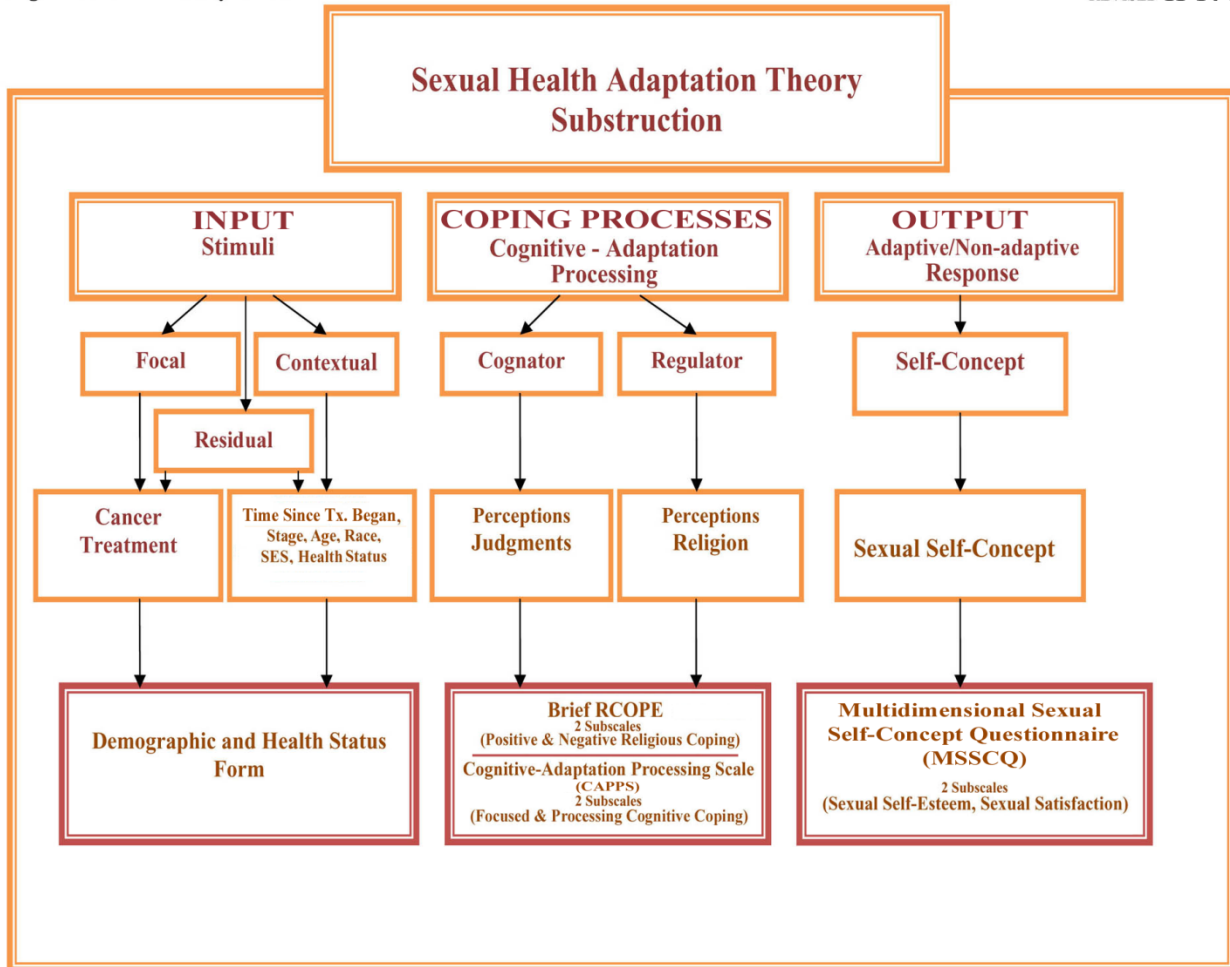 Sexual Health Adaptation Theory
Substruction
INPUT
Stimuli
COPING PROCESSES
Cognitive - Adaptation
Processing
OUTPUT
Adaptive/Non-adaptive
Response
Focal
Contextual
Residual
Cognator
Regulator
Self-Concept
Cancer
Treatment
Time Since Tx. Began,
Stage, Age, Race,
SES, Health Status
Perceptions
Judgments
Perceptions
Religion
Sexual Self-Concept
Demographic and Health Status
Form
Brief RCOPE
2 Subscales
(Positive & Negative Religious Coping)
Cognitive-Adaptation Processing Scale
(CAPPS)
2 Subscales
(Focused & Processing Cognitive Coping)
Multidimensional Sexual
Self-Concept Questionnaire
(MSSCQ)
2 Subscales
(Sexual Self-Esteem, Sexual Satisfaction)